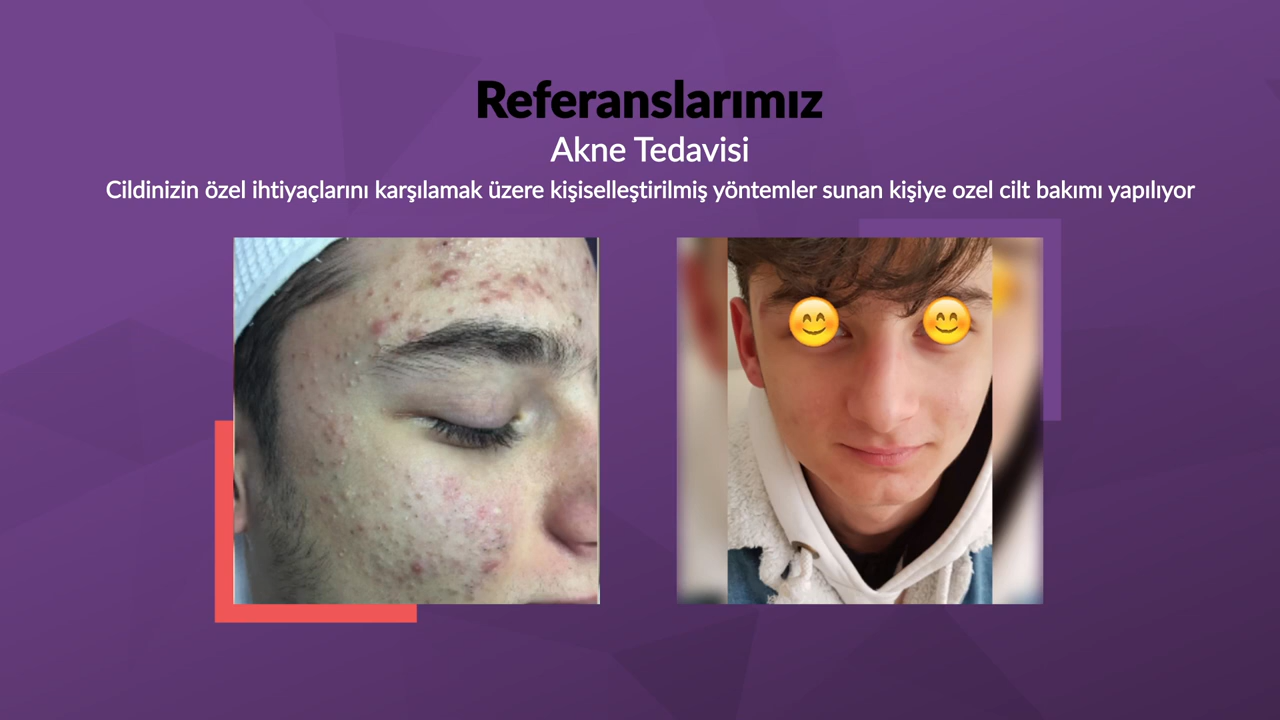 Referanslarımız
Akne Tedavisi
Cildinizin özel ihtiyaçlarını karşılamak üzere kişiselleştirilmiş yöntemler sunan kişiye ozel cilt bakımı yapılıyor